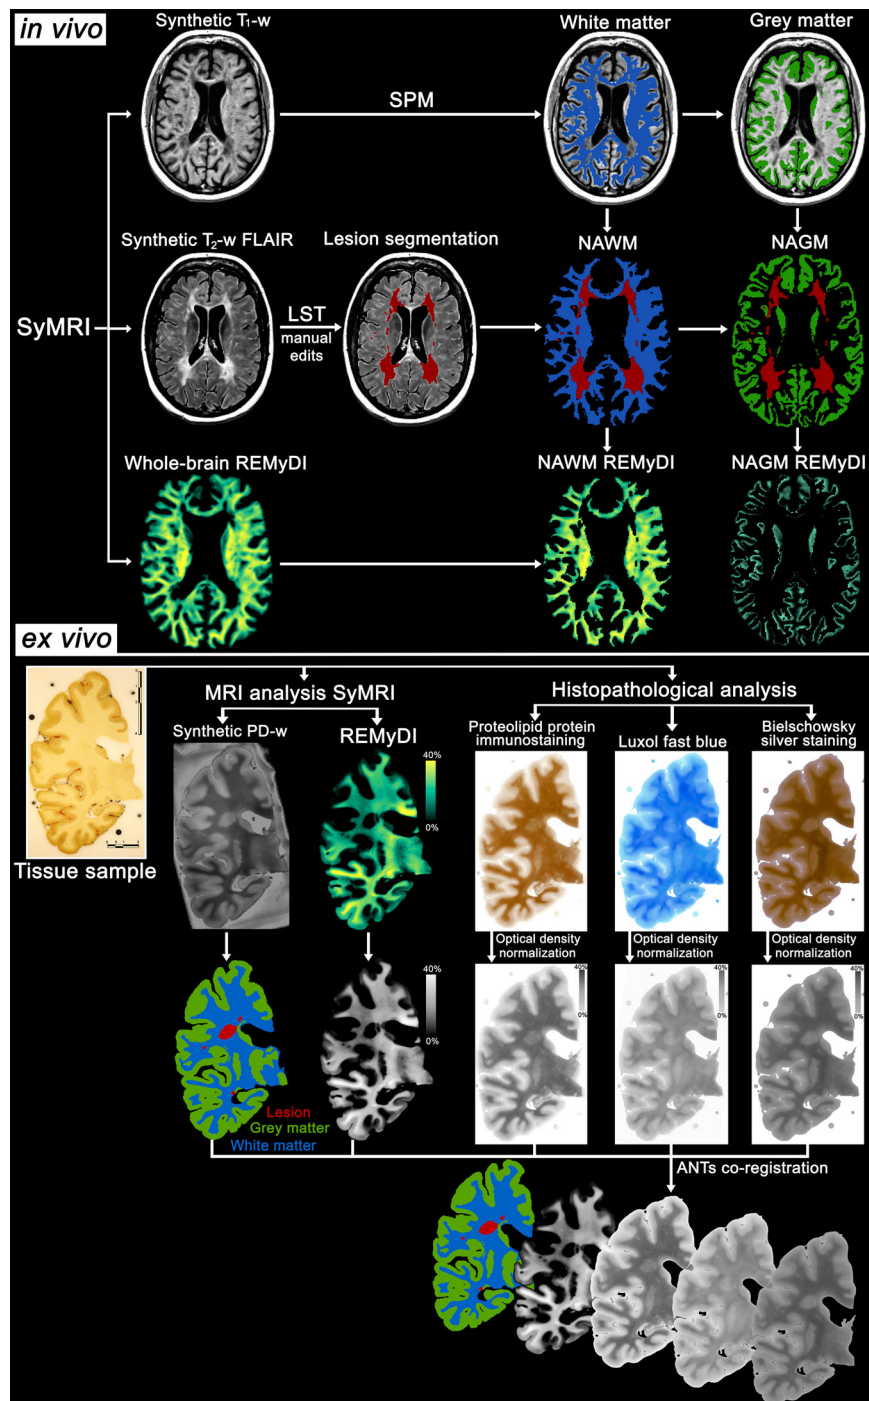 in vivo
Synthetic T₁-w
White matter
Grey matter
SPM
Synthetic T₂-w FLAIR
Lesion segmentation
NAWM
NAGM
SyMRI
LST
manual
edits
Whole-brain REMyDI
NAWM REMyDI
NAGM REMyDI
ex vivo
MRI analysis SyMRI
Histopathological analysis
Synthetic PD-w
REMyDI
Proteolipid protein
immunostaining
Luxol fast blue
Bielschowsky
silver staining
40%
0%
Tissue sample
Optical density
normalization
Optical density
normalization
Optical density
normalization
40%
0%
40%
0%
40%
0%
40%
0%
Lesion
Grey matter
White matter
ANTs co-registration